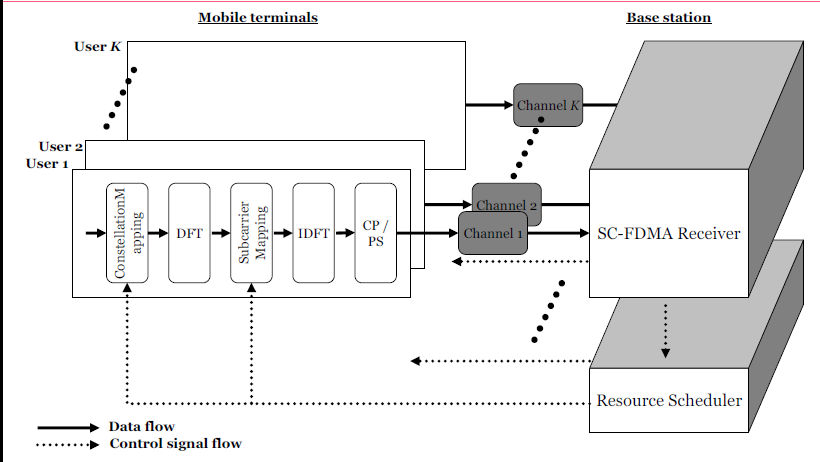 Mobile terminals
Base station
User K
Channel K
User 2
User 1
ConstellationM
apping
DFT
Subcarrier
Mapping
IDFT
CP /
PS
Channel 2
Channel 1
SC-FDMA Receiver
Resource Scheduler
Data flow
Control signal flow